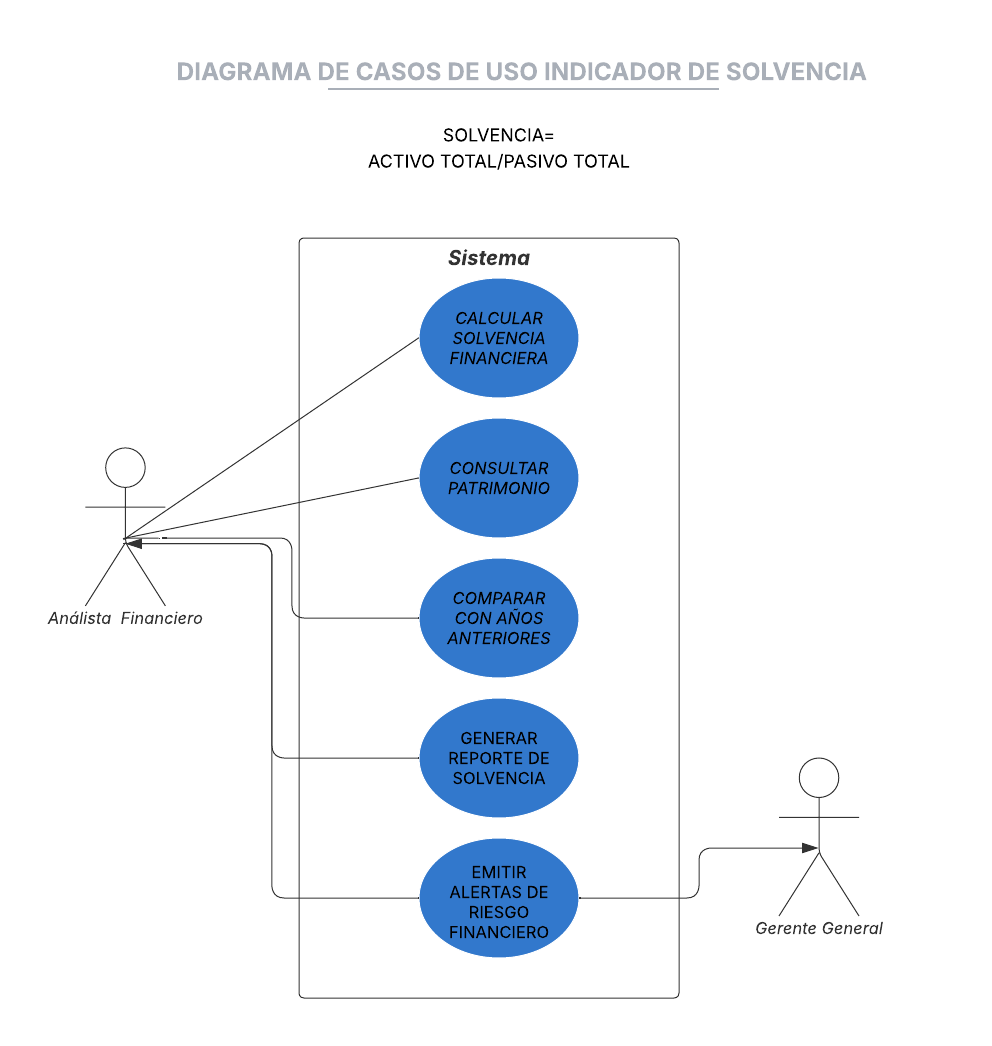 DIAGRAMA DE CASOS DE USO INDICADOR DE SOLVENCIA
SOLVENCIA=
ACTIVO TOTAL/PASIVO TOTAL
Sistema
CALCULAR
SOLVENCIA
FINANCIERA
CONSULTAR
PATRIMONIO
COMPARAR
CON AÑOS
ANTERIORES
Análista Financiero
GENERAR
REPORTE DE
SOLVENCIA
EMITIR
ALERTAS DE
RIESGO
FINANCIERO
Gerente General